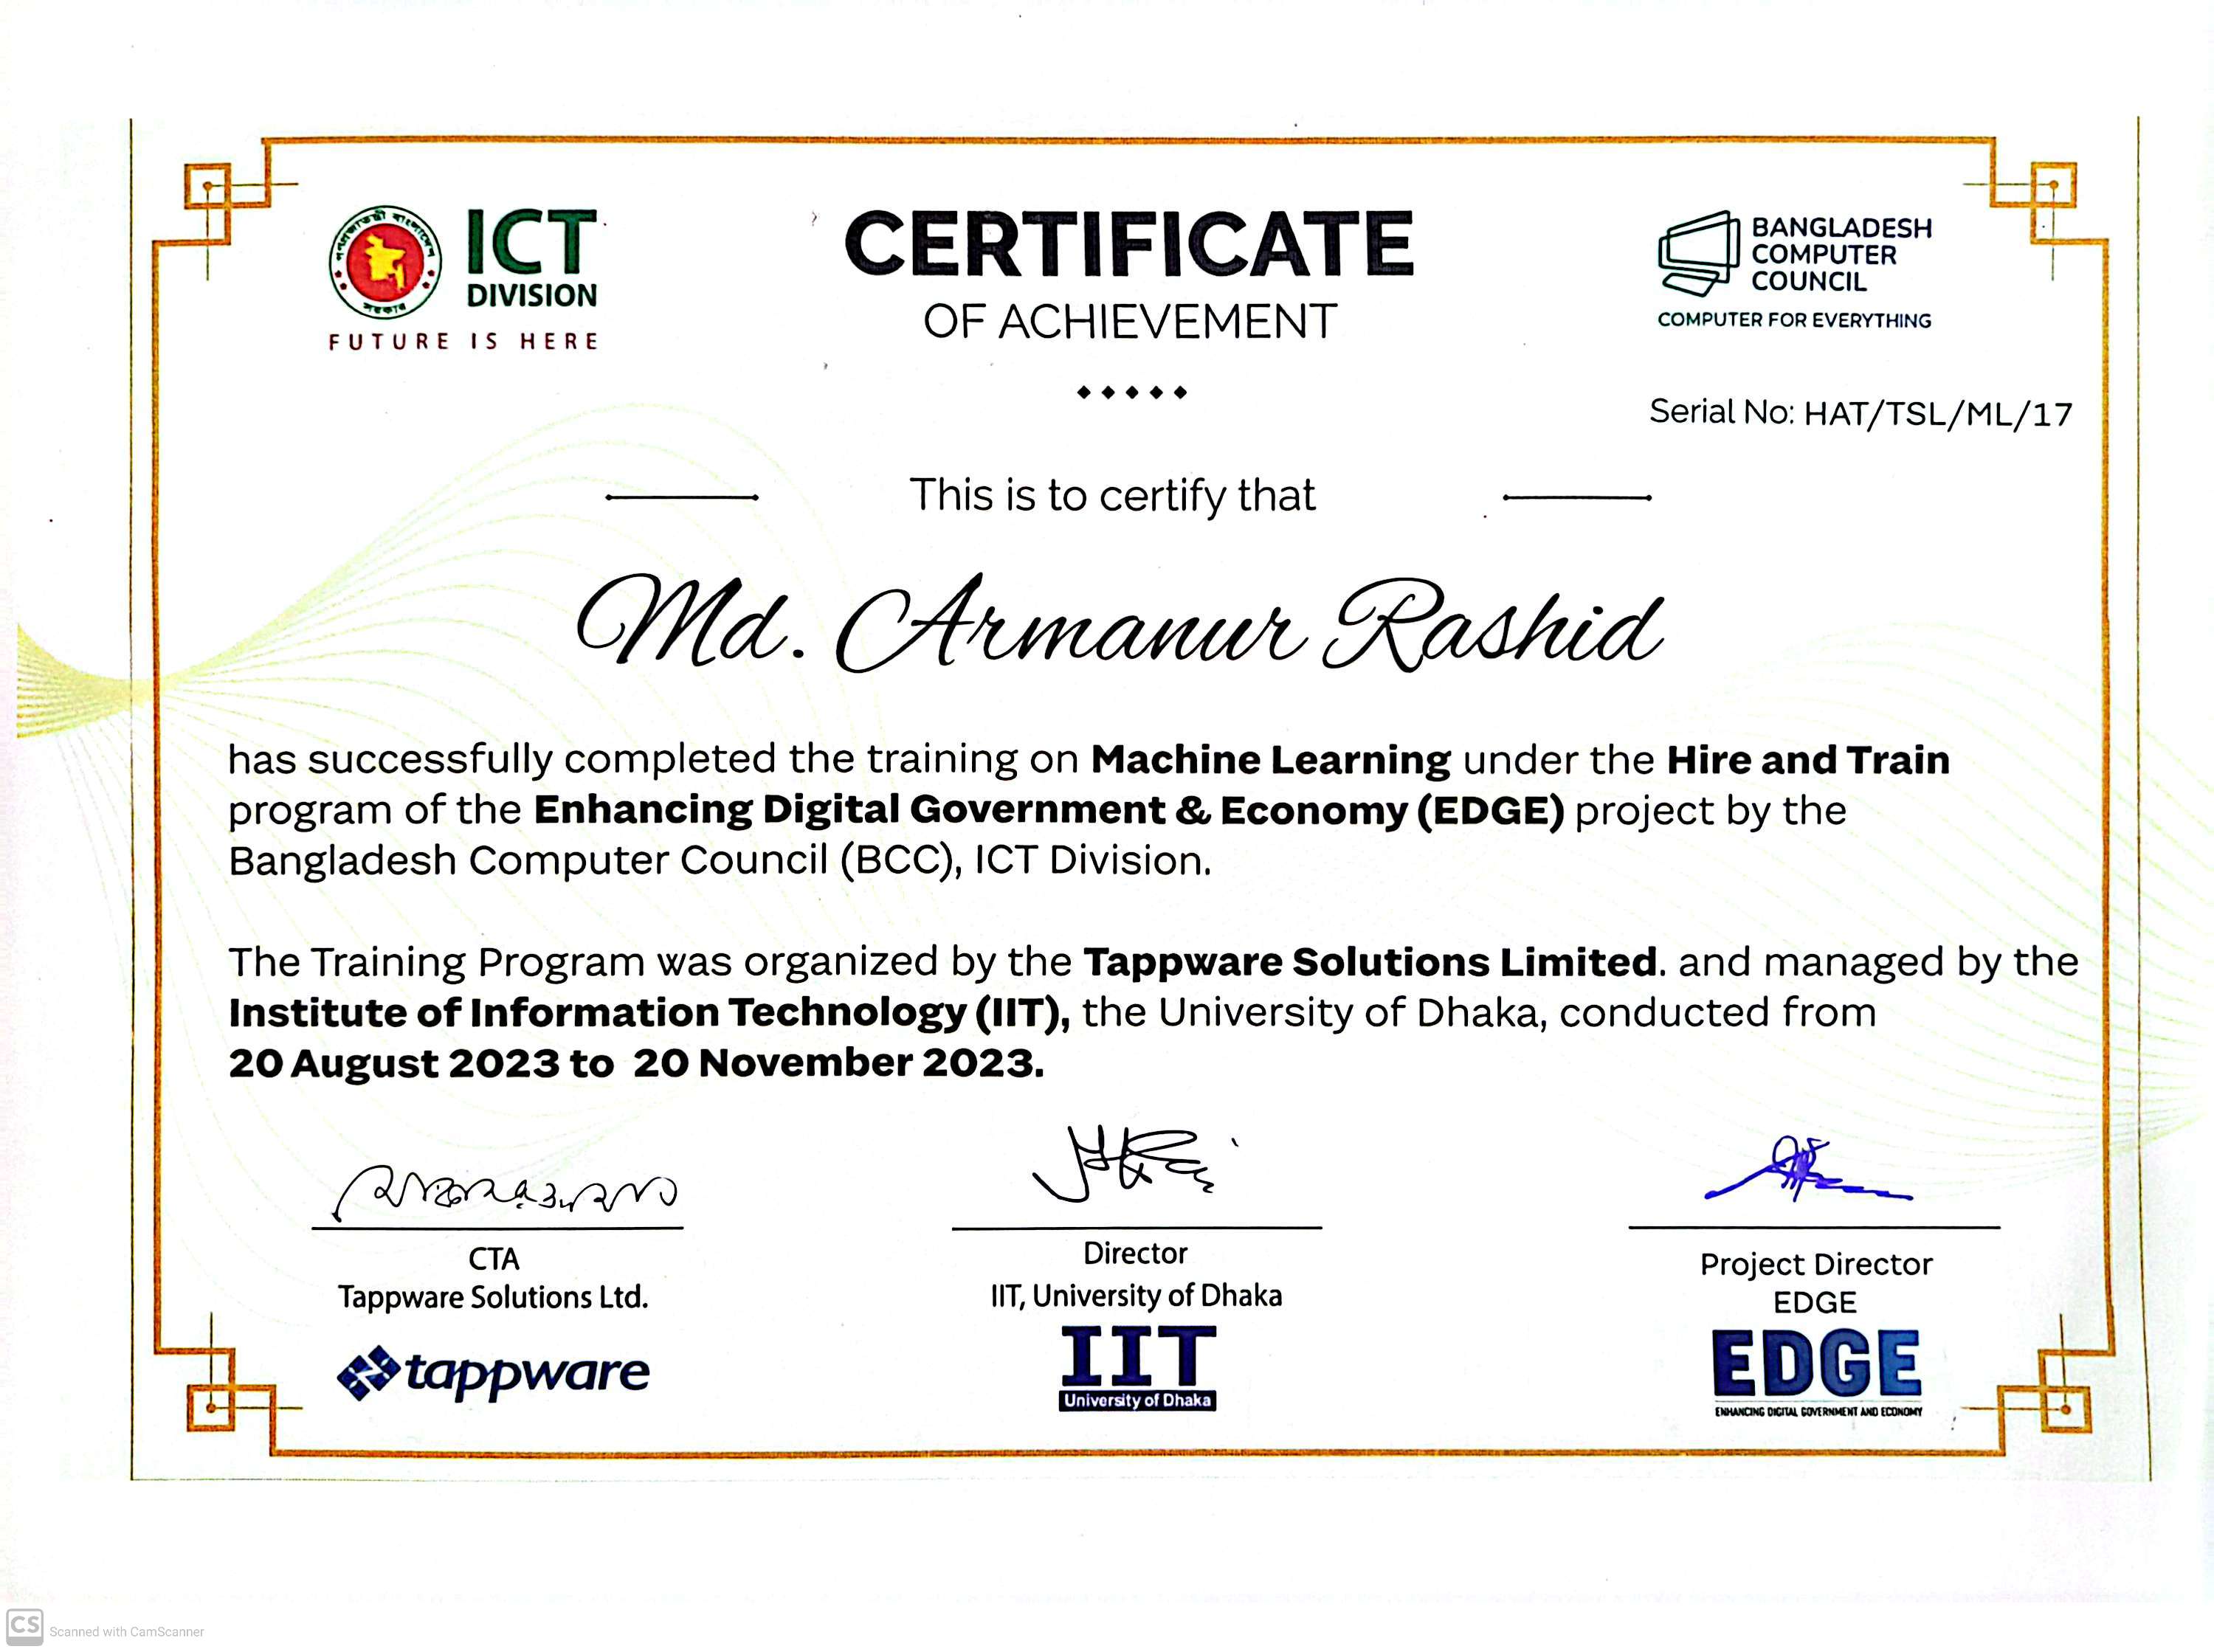 গণপ্রজাতন্ত্রী বাংলাদেশ
সরকার
ICT
DIVISION
FUTURE IS HERE
CERTIFICATE
OF ACHIEVEMENT
BANGLADESH
COMPUTER
COUNCIL
COMPUTER FOR EVERYTHING
Serial No: HAT/TSL/ML/17
This is to certify that
Md. Armanur Rashid
has successfully completed the training on Machine Learning under the Hire and Train
program of the Enhancing Digital Government & Economy (EDGE) project by the
Bangladesh Computer Council (BCC), ICT Division.
The Training Program was organized by the Tappware Solutions Limited. and managed by the
Institute of Information Technology (IIT), the University of Dhaka, conducted from
20 August 2023 to 20 November 2023.
CTA
Tappware Solutions Ltd.
tappware
Director
IIT, University of Dhaka
IIT
University of Dhaka
Project Director
EDGE
EDGE
ENHANCING DIGITAL GOVERNMENT AND ECONOMY
CS Scanned with CamScanner